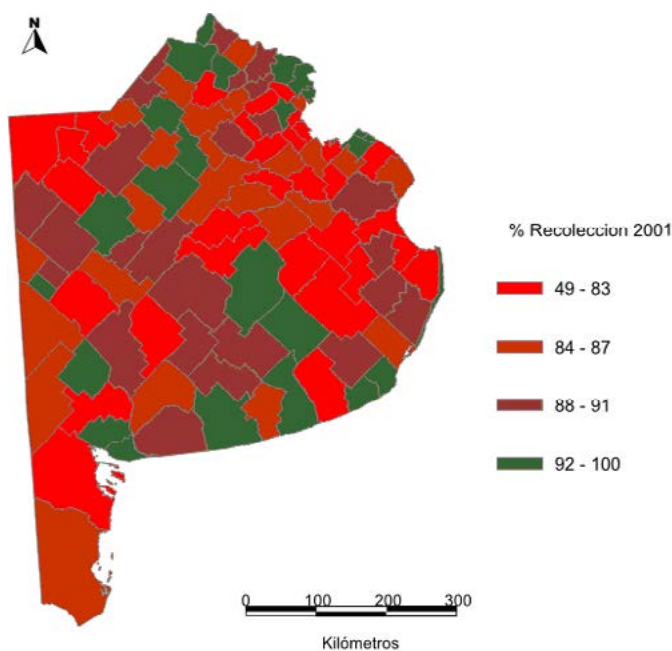 N
% Recoleccion 2001
49 - 83
84 - 87
88 - 91
92 - 100
0 100 200 300
Kilómetros